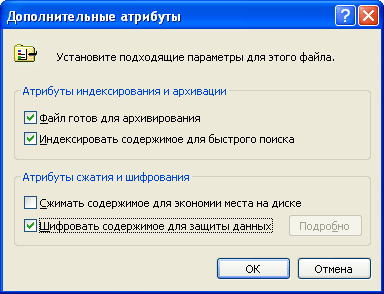 Дополнительные атрибуты
Установите подходящие параметры для этого файла.
Атрибуты индексирования и архивации
Файл готов для архивирования
Индексировать содержимое для быстрого поиска
Атрибуты сжатия и шифрования
Сжимать содержимое для экономии места на диске
Шифровать содержимое для защиты данных
Подробно
OK
Отмена